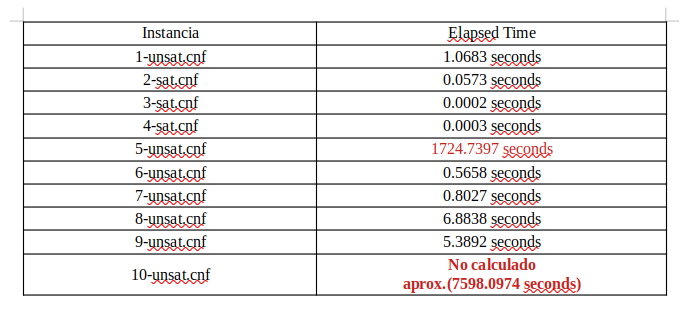 Instancia Elapsed Time
1-unsat.cnf 1.0683 seconds
2-sat.cnf 0.0573 seconds
3-sat.cnf 0.0002 seconds
4-sat.cnf 0.0003 seconds
5-unsat.cnf 1724.7397 seconds
6-unsat.cnf 0.5658 seconds
7-unsat.cnf 0.8027 seconds
8-unsat.cnf 6.8838 seconds
9-unsat.cnf 5.3892 seconds
10-unsat.cnf No calculado
aprox.(7598.0974 seconds)